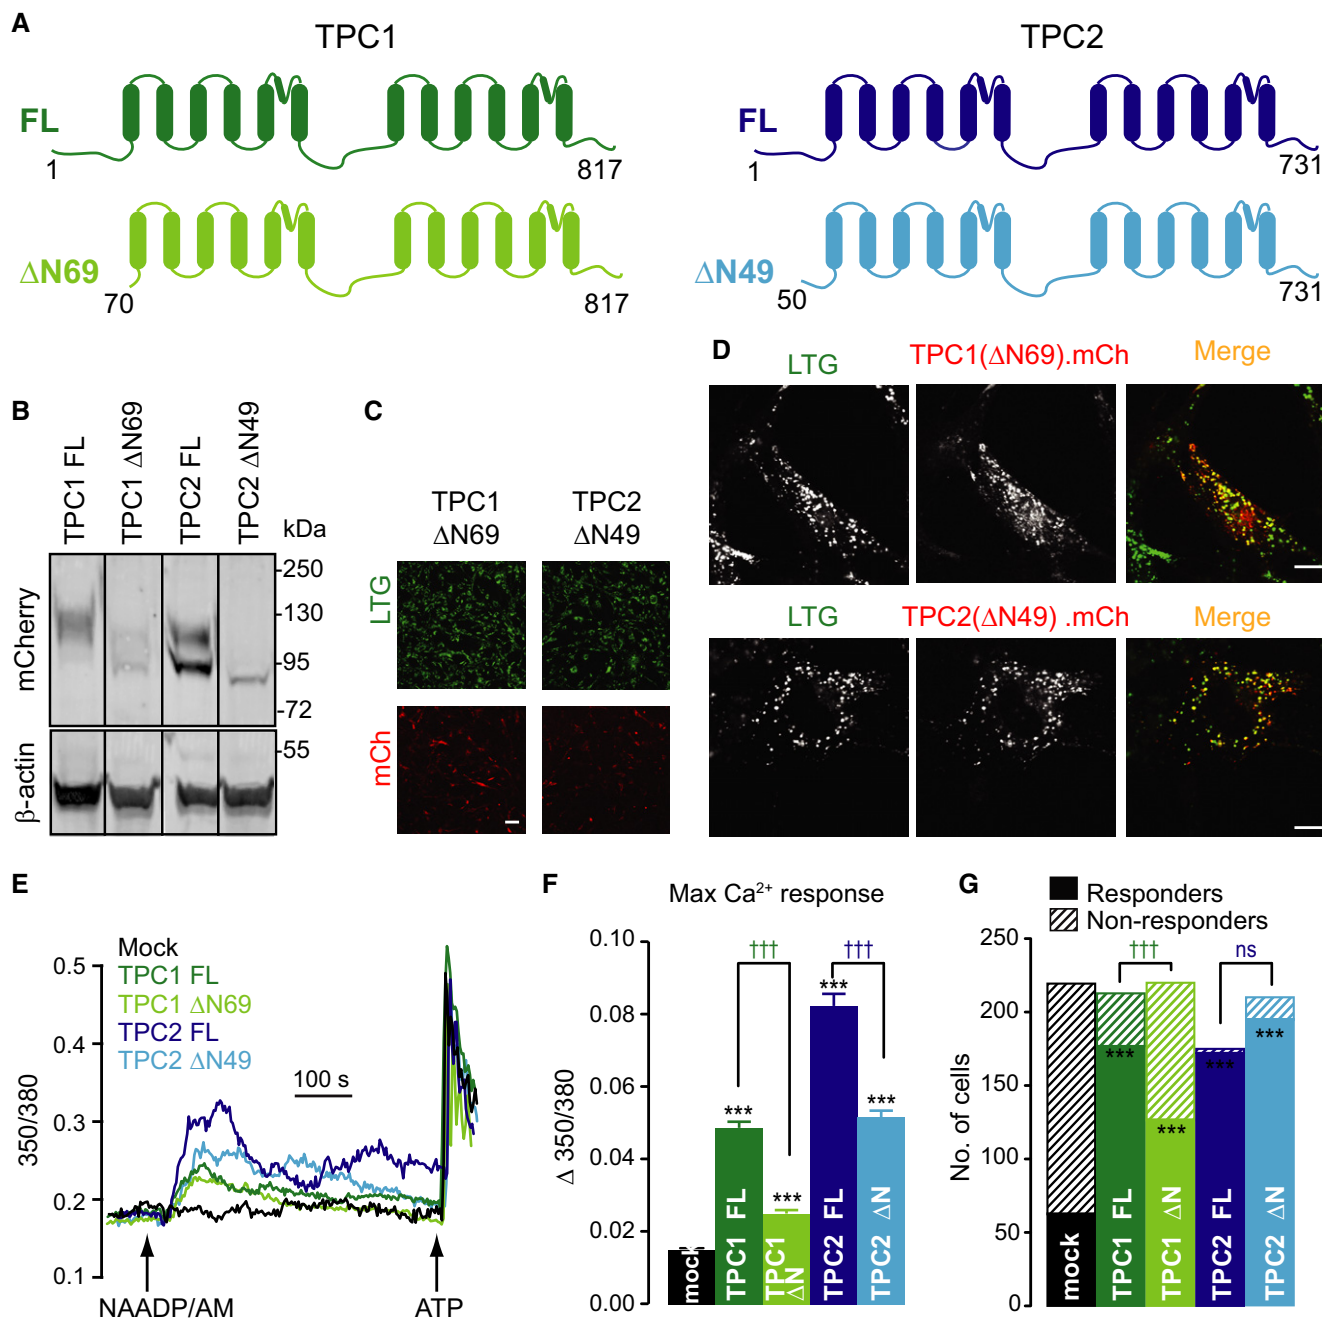 A
TPC1
TPC2
FL
1
817
FL
1
731
ΔN69
70
817
ΔN49
50
731
B
TPC1 FL
TPC1 ΔN69
TPC2 FL
TPC2 ΔN49
kDa
mCherry
-250
-130
-95
-72
-55
β-actin
C
TPC1
ΔN69
TPC2
ΔN49
LTG
mCh
D
LTG
TPC1(ΔN69).mCh
Merge
LTG
TPC2(ΔN49) .mCh
Merge
E
Mock
TPC1 FL
TPC1 ΔN69
TPC2 FL
TPC2 ΔN49
350/380
0.5
0.4
0.3
0.2
0.1
100 s
NAADP/AM
ATP
F
Max Ca²⁺ response
Δ 350/380
0.10
0.08
0.06
0.04
0.02
0.00
†††
†††
***
***
***
***
mock
TPC1 FL
TPC1 ΔN
TPC2 FL
TPC2 ΔN
G
Responders
Non-responders
No. of cells
250
200
150
100
50
0
†††
ns
***
***
***
***
mock
TPC1 FL
TPC1 ΔN
TPC2 FL
TPC2 ΔN